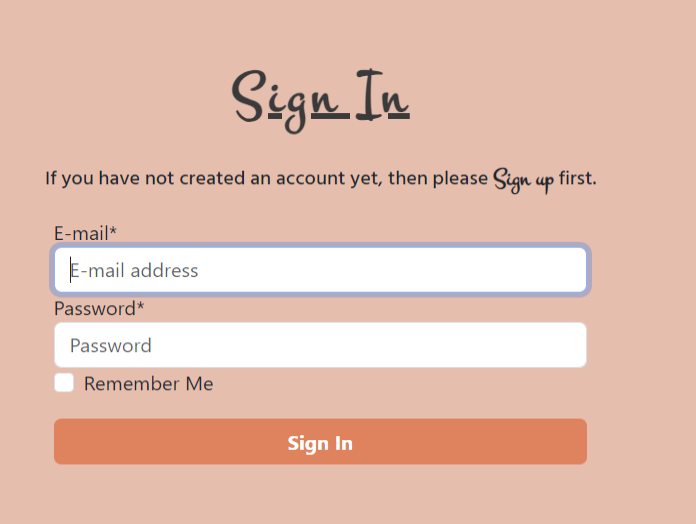 Sign In
If you have not created an account yet, then please Sign up first.
E-mail*
E-mail address
Password*
Password
Remember Me
Sign In